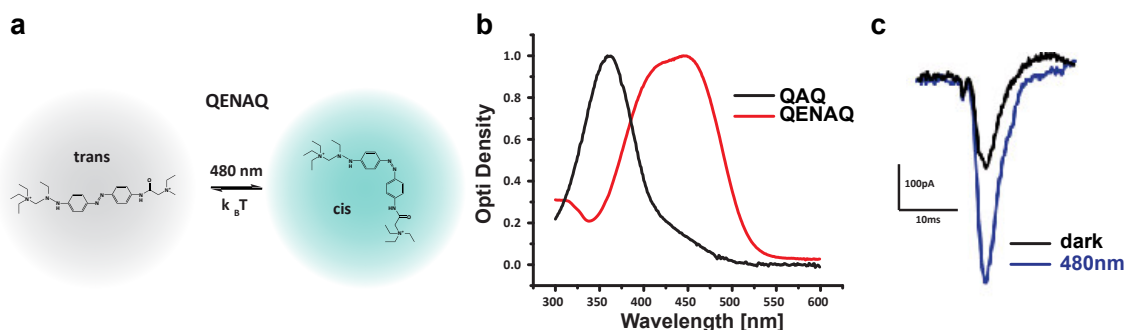 a
QENAQ
trans
480 nm
k B T
cis
b
Opti Density
1.0
0.8
0.6
0.4
0.2
0.0
QAQ
QENAQ
300
350
400
450
500
550
600
Wavelength [nm]
c
100pA
10ms
dark
480nm